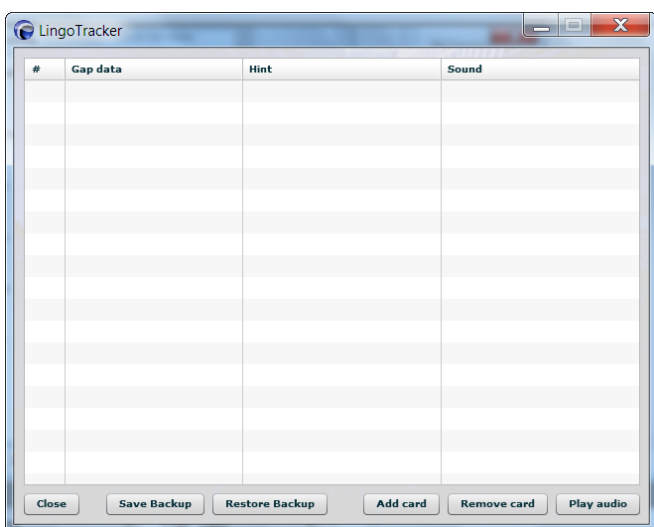 LingoTracker
# Gap data Hint Sound
Close Save Backup Restore Backup Add card Remove card Play audio